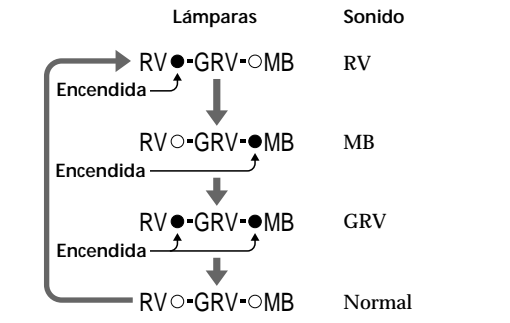 Lámparas Sonido
RV ●-GRV-○MB RV
Encendida
RV ○-GRV-●MB MB
Encendida
RV ●-GRV-●MB GRV
Encendida
RV ○-GRV-○MB Normal